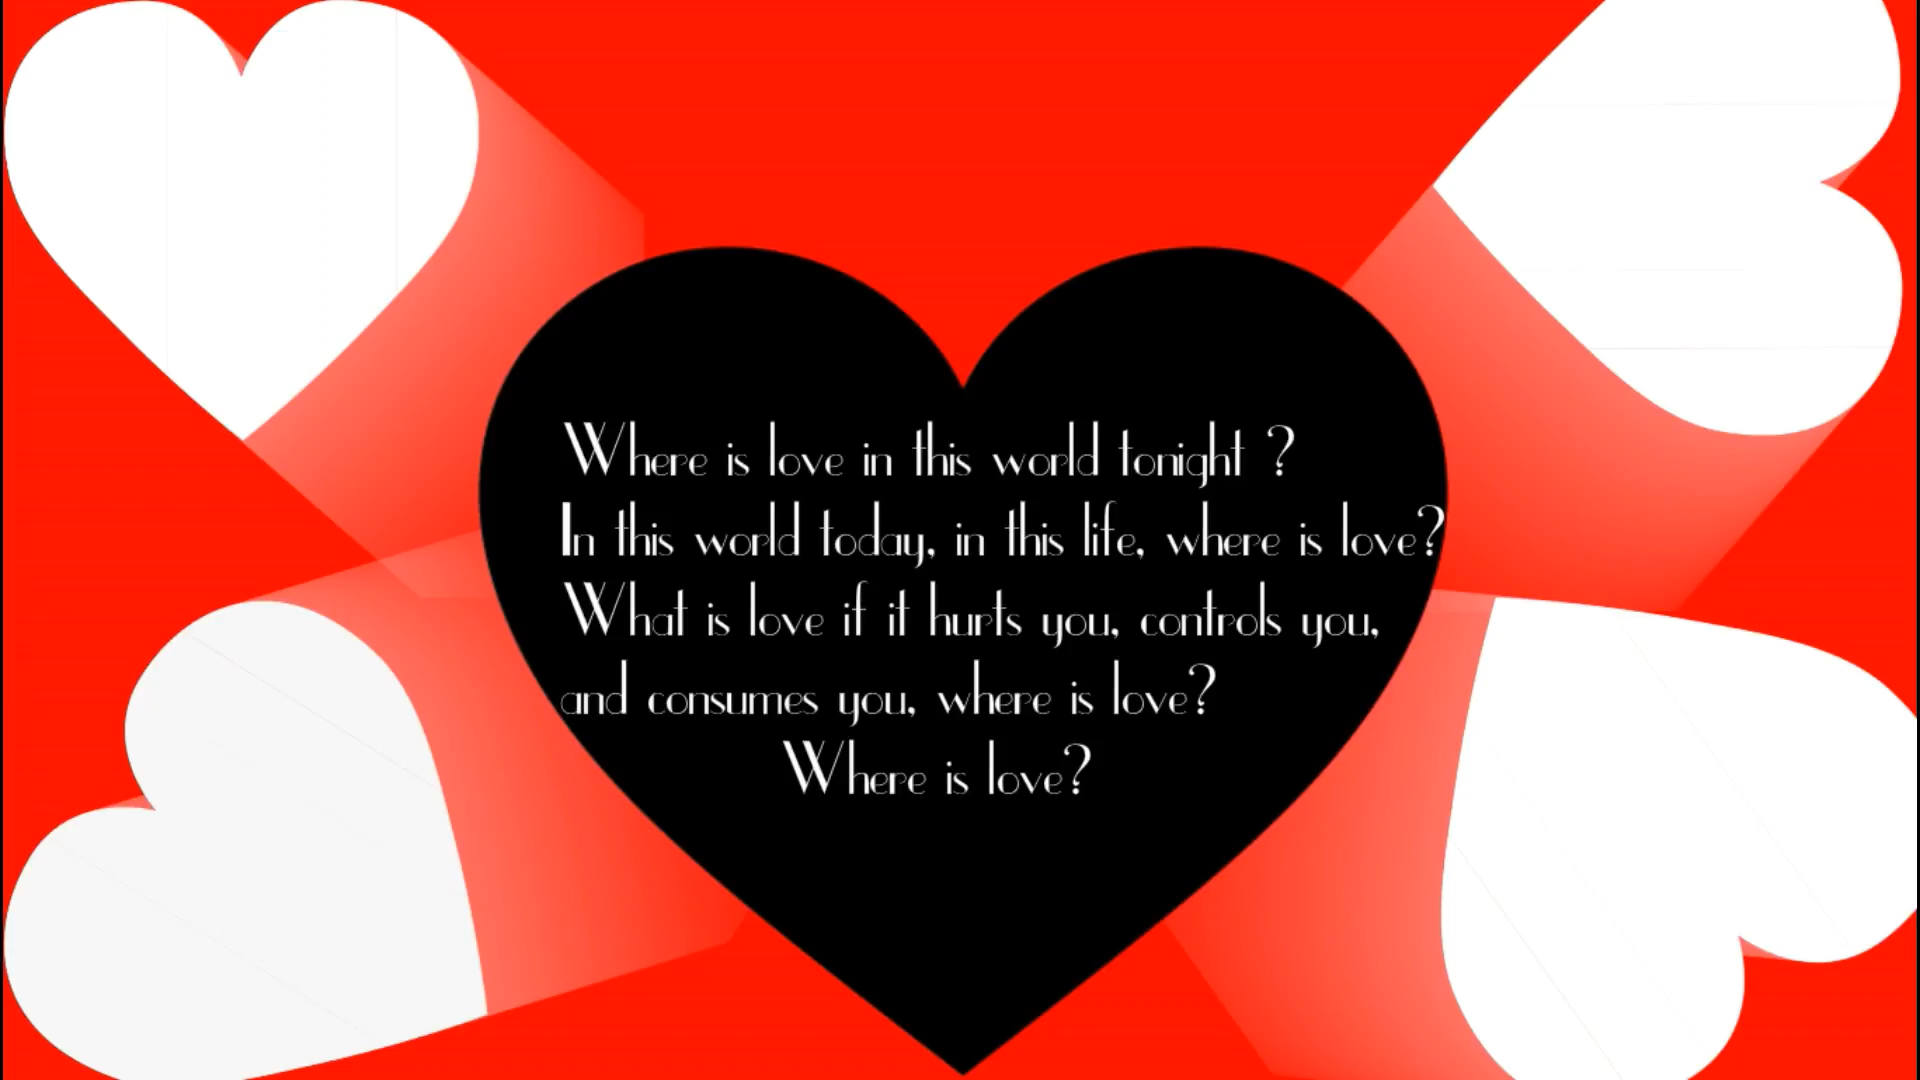 Where is love in this world tonight ?
In this world today, in this life, where is love?
What is love if it hurts you, controls you,
and consumes you, where is love?
Where is love?